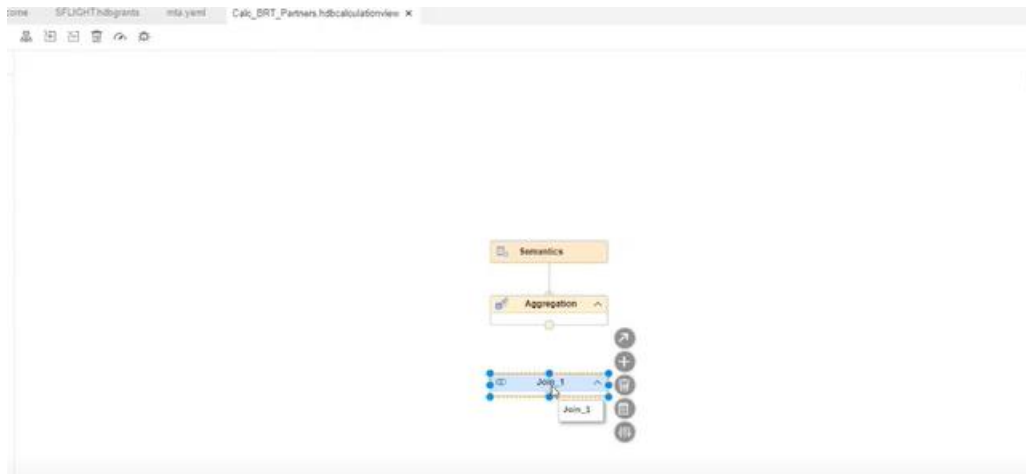 ome SFLIGHT.hdbgrants mta.yaml Calc_BRT_Partners.hdbcalculationview ×
Semantics
Aggregation
Join_1
Join_1